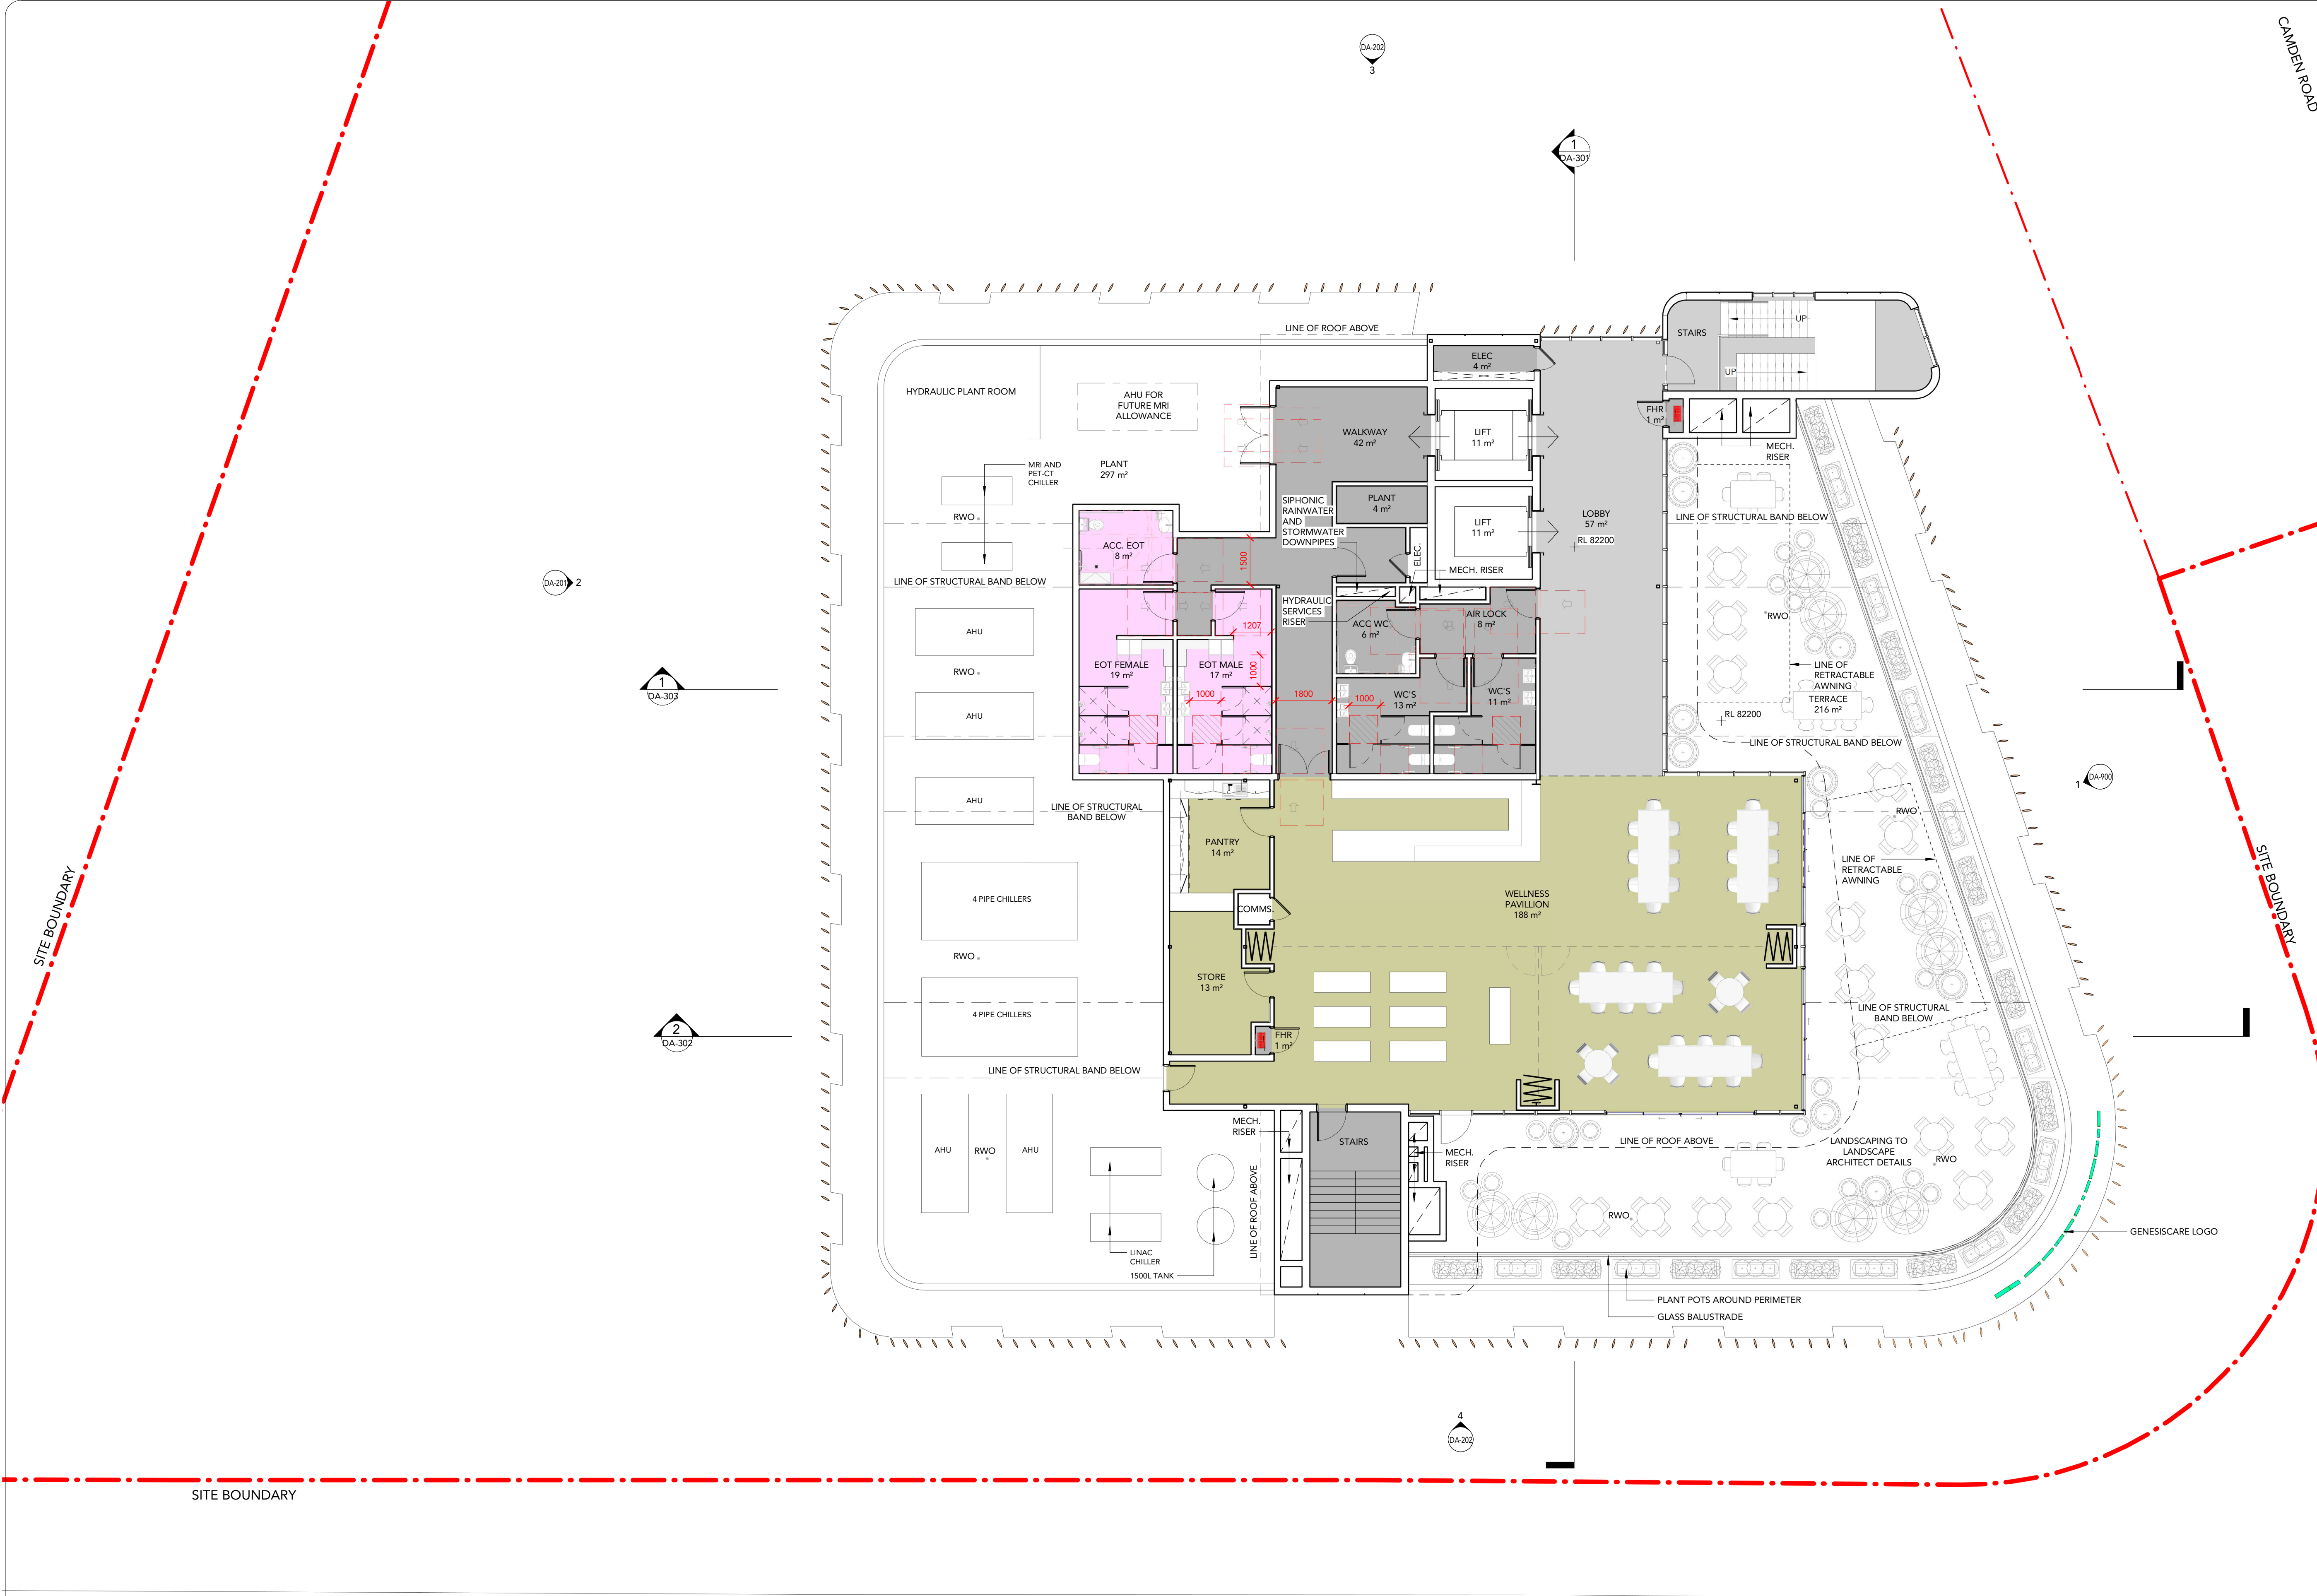 CAMDEN ROAD
DA-202
3
1
DA-301
LINE OF ROOF ABOVE
UP
STAIRS
UP
ELEC
4 m²
HYDRAULIC PLANT ROOM
AHU FOR
FUTURE MRI
ALLOWANCE
FHR
1 m²
WALKWAY
42 m²
LIFT
11 m²
MECH.
RISER
MRI AND
PET-CT
CHILLER
PLANT
297 m²
SIPHONIC
RAINWATER
AND
STORMWATER
DOWNPIPES
PLANT
4 m²
LIFT
11 m²
LOBBY
57 m²
RL 82200
RWO
LINE OF STRUCTURAL BAND BELOW
ACC. EOT
8 m²
1500
ELEC.
MECH. RISER
DA-201
2
LINE OF STRUCTURAL BAND BELOW
HYDRAULIC
SERVICES
RISER
ACC WC
6 m²
AIR LOCK
8 m²
RWO
AHU
1207
EOT FEMALE
19 m²
EOT MALE
17 m²
1000
RWO
LINE OF
RETRACTABLE
AWNING
1
DA-303
1000
1800
1000
WC'S
13 m²
WC'S
11 m²
TERRACE
216 m²
RL 82200
AHU
LINE OF STRUCTURAL BAND BELOW
DA-900
1
AHU
LINE OF STRUCTURAL
BAND BELOW
RWO
PANTRY
14 m²
LINE OF
RETRACTABLE
AWNING
SITE BOUNDARY
SITE BOUNDARY
4 PIPE CHILLERS
COMMS.
WELLNESS
PAVILLION
188 m²
RWO
STORE
13 m²
4 PIPE CHILLERS
LINE OF STRUCTURAL
BAND BELOW
2
DA-302
FHR
1 m²
LINE OF STRUCTURAL BAND BELOW
MECH.
RISER
STAIRS
LINE OF ROOF ABOVE
LANDSCAPING TO
LANDSCAPE
ARCHITECT DETAILS
AHU
RWO
AHU
MECH.
RISER
RWO
LINE OF ROOF ABOVE
RWO
GENESISCARE LOGO
LINAC
CHILLER
1500L TANK
PLANT POTS AROUND PERIMETER
GLASS BALUSTRADE
4
DA-202
SITE BOUNDARY